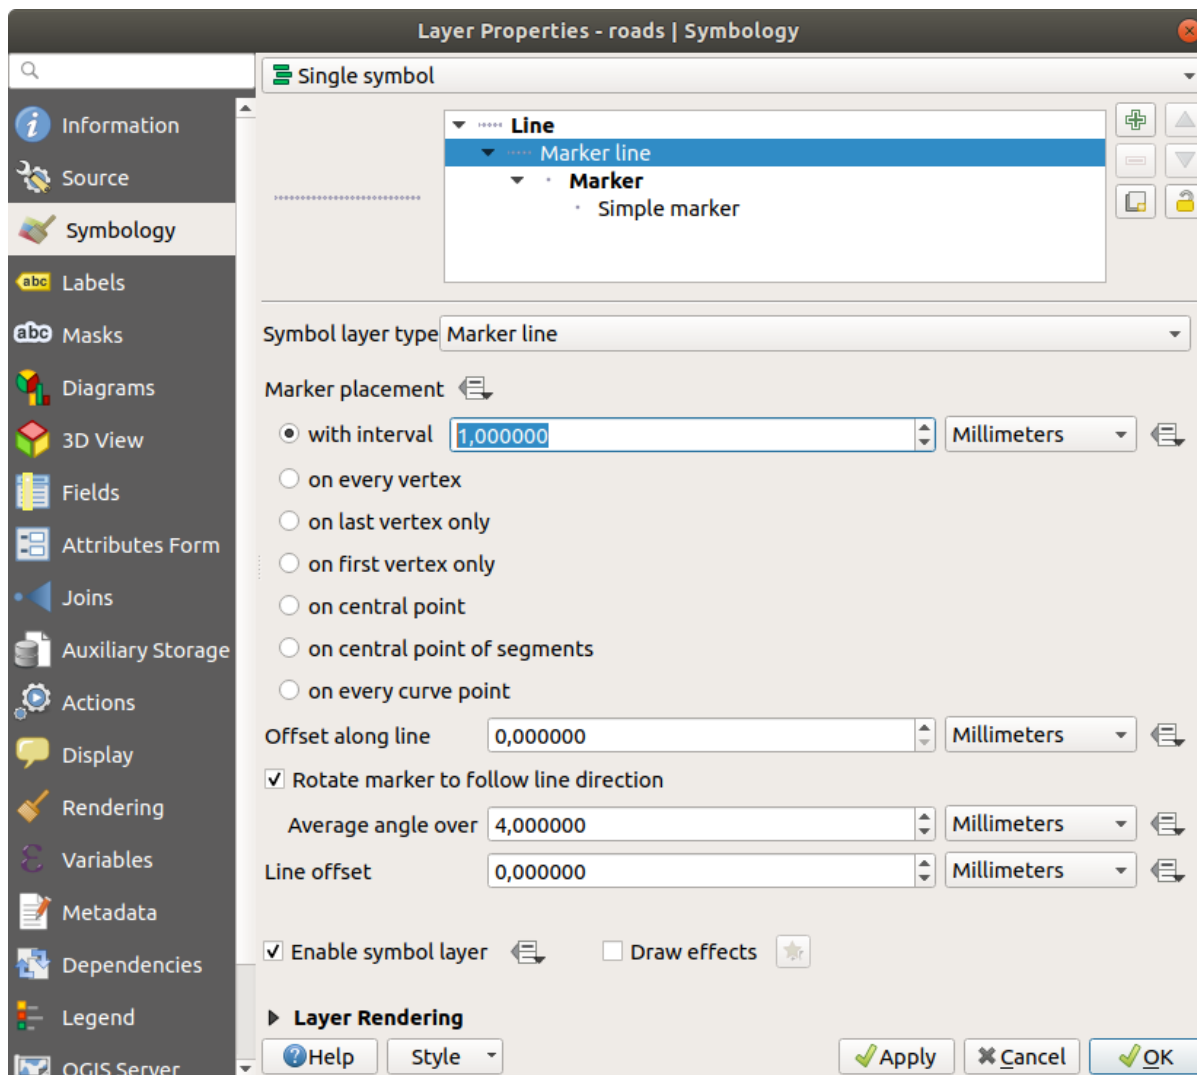 Layer Properties - roads | Symbology
Single symbol
Information
Source
Symbology
Labels
Masks
Diagrams
3D View
Fields
Attributes Form
Joins
Auxiliary Storage
Actions
Display
Rendering
Variables
Metadata
Dependencies
Legend
QGIS Server
abc
abc
Line
Marker line
Marker
Simple marker
Symbol layer type Marker line
Marker placement
with interval 1,000000 Millimeters
on every vertex
on last vertex only
on first vertex only
on central point
on central point of segments
on every curve point
Offset along line 0,000000 Millimeters
Rotate marker to follow line direction
Average angle over 4,000000 Millimeters
Line offset 0,000000 Millimeters
Enable symbol layer Draw effects
Layer Rendering
Help Style Apply Cancel OK